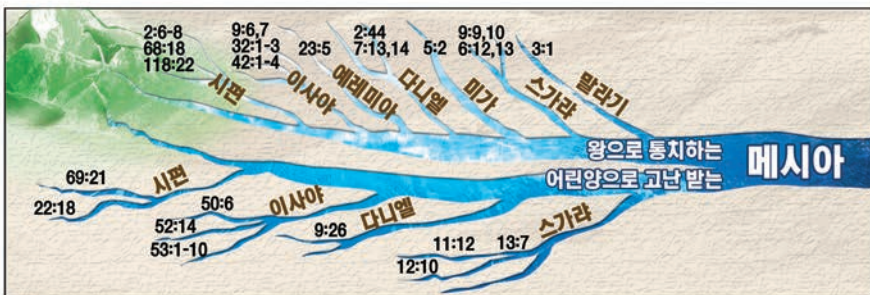 2:6-8
68:18
118:22
시편
9:6,7
32:1-3
42:1-4
이사야
23:5
예레미야
2:44
7:13,14
다니엘
5:2
미가
9:9,10
6:12,13
스가랴
3:1
말라기
왕으로 통치하는
어린양으로 고난 받는
메시아
69:21
22:18
시편
50:6
52:14
53:1-10
이사야
9:26
다니엘
11:12
13:7
12:10
스가랴